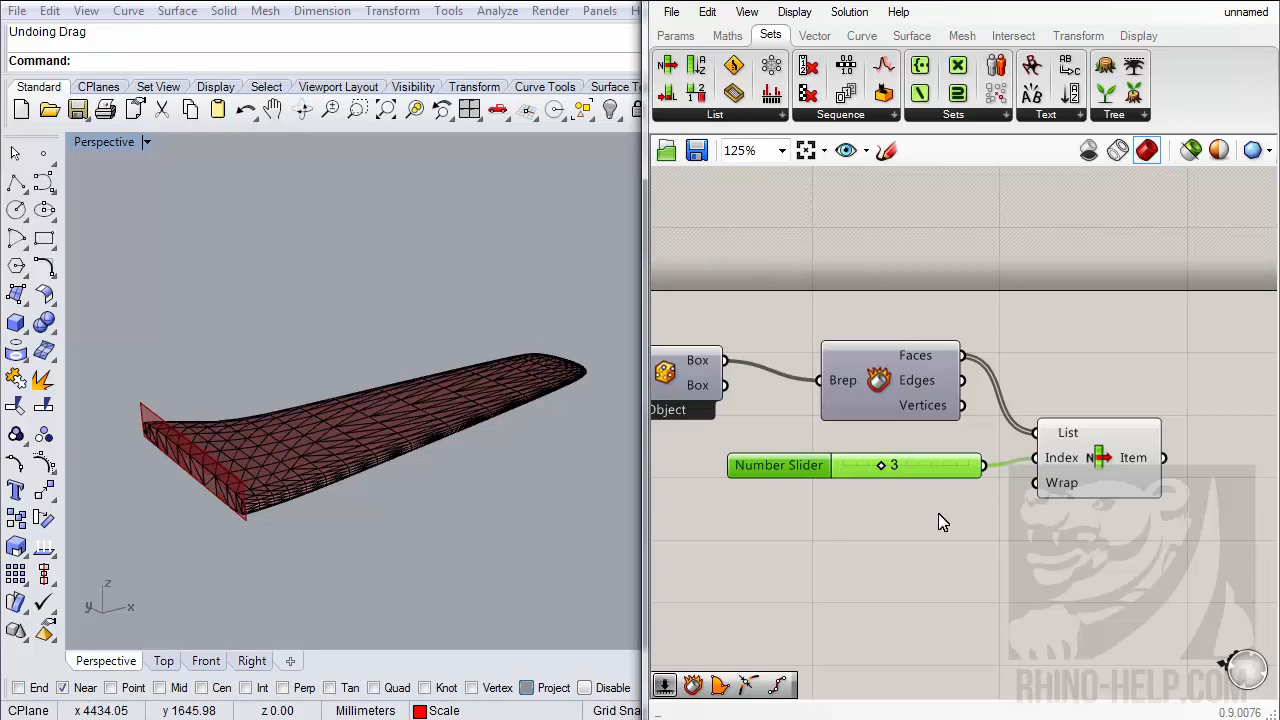 File Edit View Curve Surface Solid Mesh Dimension Transform Tools Analyze Render Panels
Undoing Drag
Command:
Standard CPlanes Set View Display Select Viewport Layout Visibility Transform Curve Tools Surface To
Perspective
z
y x
Perspective Top Front Right
End Near Point Mid Cen Int Perp Tan Quad Knot Vertex Project Disable
CPlane x 4434.05 y 1645.98 z 0.00 Millimeters Scale Grid Sna
File Edit View Display Solution Help unnamed
Params Maths Sets Vector Curve Surface Mesh Intersect Transform Display
List Sequence Sets Text Tree
125%
Box
Box
Object
Brep
Faces
Edges
Vertices
Number Slider 3
List
Index Item
Wrap
RHINO-HELP.COM
0.9.0076